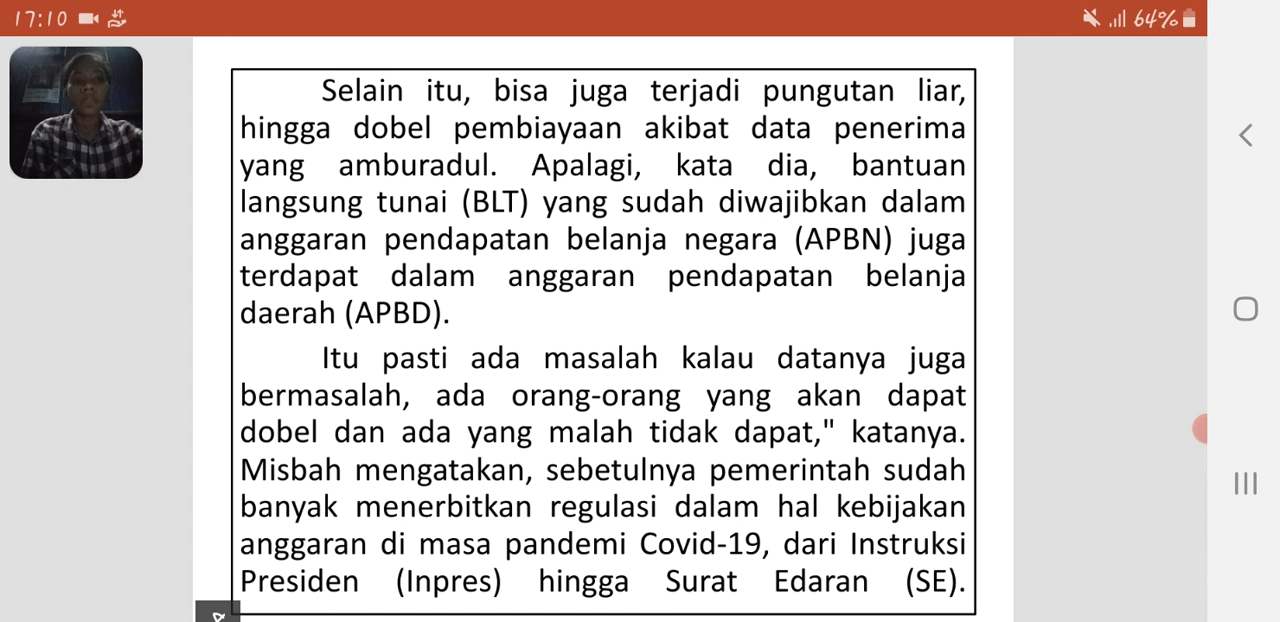 17:10
64%
Selain itu, bisa juga terjadi pungutan liar,
hingga dobel pembiayaan akibat data penerima
yang amburadul. Apalagi, kata dia, bantuan
langsung tunai (BLT) yang sudah diwajibkan dalam
anggaran pendapatan belanja negara (APBN) juga
terdapat dalam anggaran pendapatan belanja
daerah (APBD).
Itu pasti ada masalah kalau datanya juga
bermasalah, ada orang-orang yang akan dapat
dobel dan ada yang malah tidak dapat," katanya.
Misbah mengatakan, sebetulnya pemerintah sudah
banyak menerbitkan regulasi dalam hal kebijakan
anggaran di masa pandemi Covid-19, dari Instruksi
Presiden (Inpres) hingga Surat Edaran (SE).